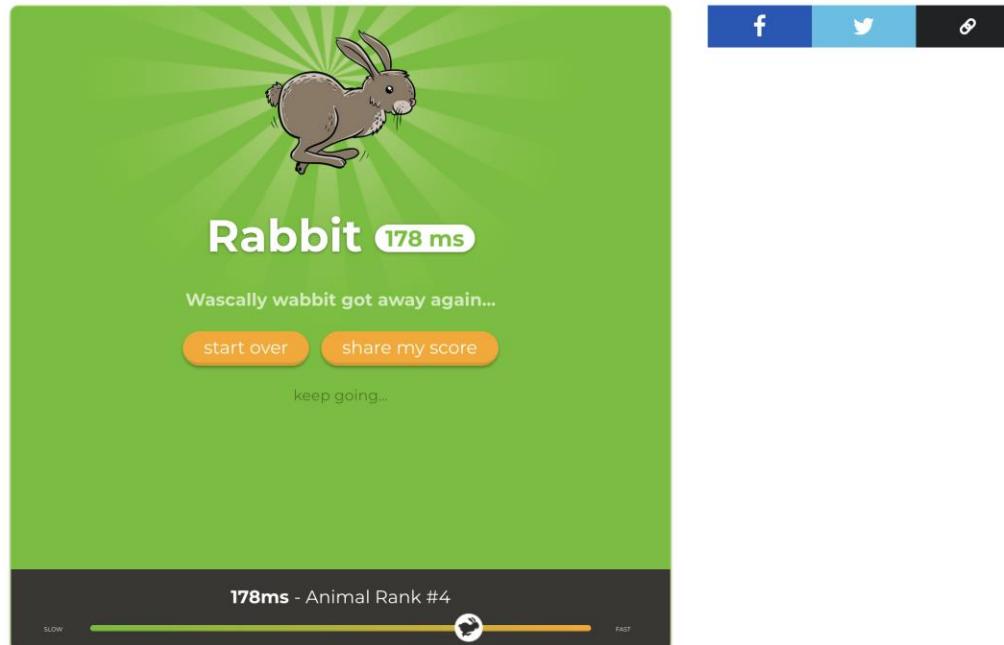 Rabbit 178 ms
Wascally wabbit got away again...
start over share my score
keep going...
178ms - Animal Rank #4
SLOW FAST